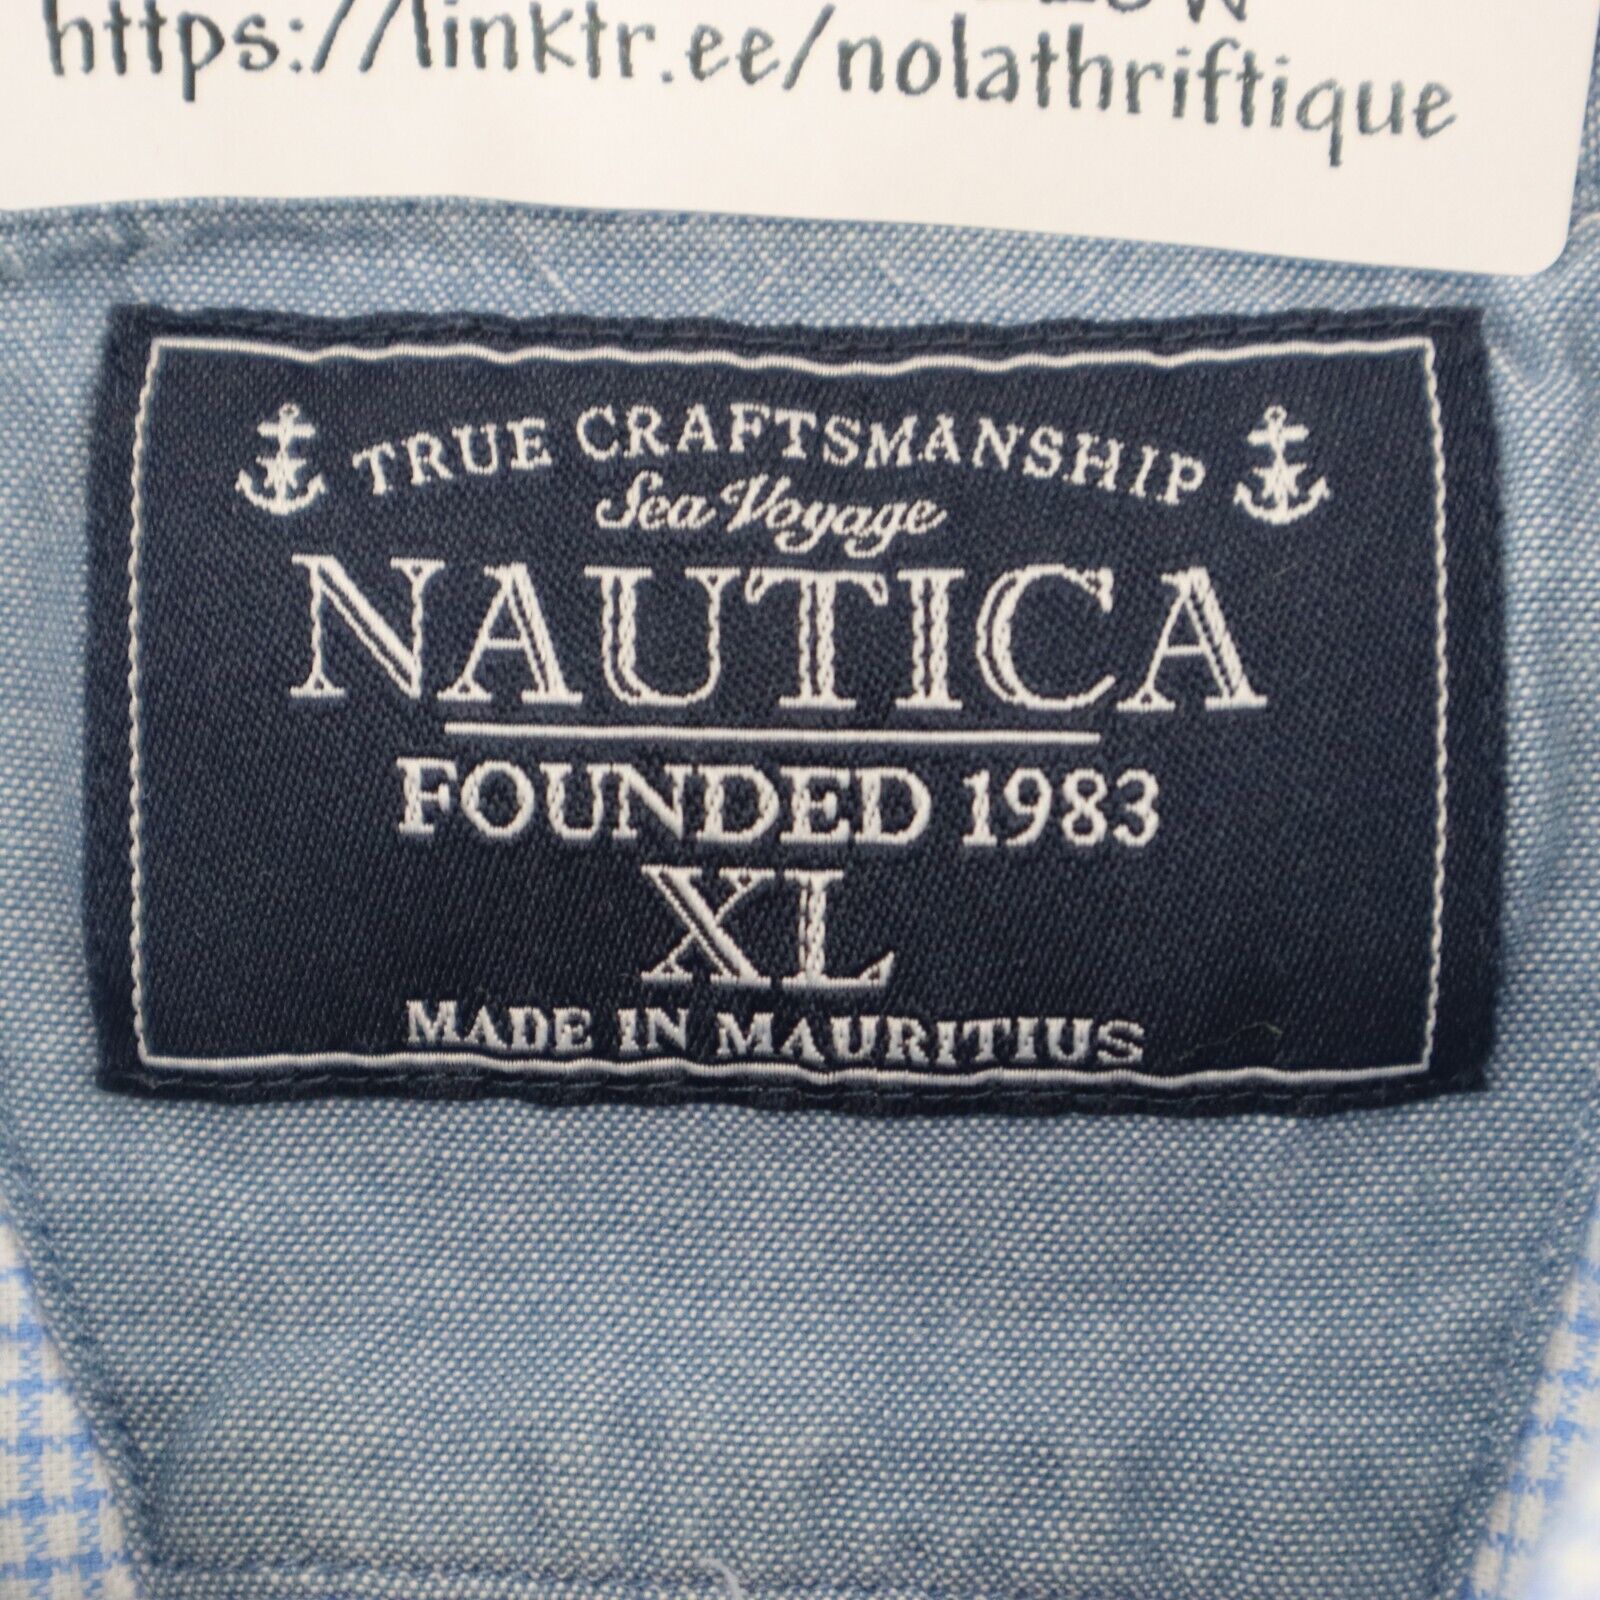 https://linktr.ee/nolathriftique
TRUE CRAFTSMANSHIP
Sea Voyage
NAUTICA
FOUNDED 1983
XL
MADE IN MAURITIUS